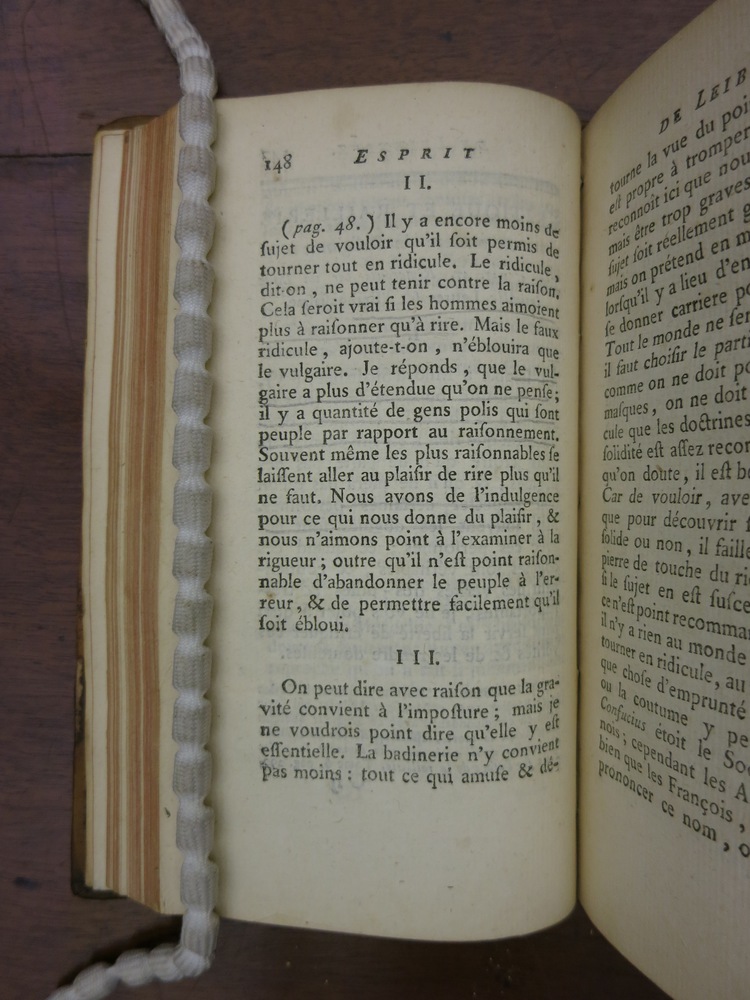 148 ESPRIT
II.
(pag. 48.) Il y a encore moins de
ſujet de vouloir qu'il ſoit permis de
tourner tout en ridicule. Le ridicule,
dit-on, ne peut tenir contre la raiſon.
Cela ſeroit vrai ſi les hommes aimoient
plus à raiſonner qu'à rire. Mais le faux
ridicule, ajoute-t-on, n'éblouira que
le vulgaire. Je réponds, que le vul-
gaire a plus d'étendue qu'on ne penſe;
il y a quantité de gens polis qui ſont
peuple par rapport au raiſonnement.
Souvent même les plus raiſonnables ſe
laiſſent aller au plaiſir de rire plus qu'il
ne faut. Nous avons de l'indulgence
pour ce qui nous donne du plaiſir, &
nous n'aimons point à l'examiner à la
rigueur; outre qu'il n'eſt point raiſon-
nable d'abandonner le peuple à l'er-
reur, & de permettre facilement qu'il
ſoit ébloui.
III.
On peut dire avec raiſon que la gra-
vité convient à l'impoſture; mais je
ne voudrois point dire qu'elle y eſt
eſſentielle. La badinerie n'y convient
pas moins: tout ce qui amuſe & dé-
DE LEIB
tourne la vue du poi
eſt propre à tromper
reconnoît ici que nou
mais être trop graves
ſujet ſoit réellement g
mais on prétend en m
lorſqu'il y a lieu d'en
ſe donner carriere po
Tout le monde ne ſer
il faut choiſir le parti
comme on ne doit po
maſques, on ne doit
cule que les doctrines
ſolidité eſt aſſez recor
qu'on doute, il eſt be
Car de vouloir, ave
que pour découvrir ſ
ſolide ou non, il faille
pierre de touche du ri
ſi le ſujet en eſt ſuſce
ce n'eſt point recomma
il n'y a rien au monde
tourner en ridicule, au
que choſe d'emprunté
ou la coutume y pe
Confucius étoit le So
nois; cependant les A
bien que les François,
prononcer ce nom, o